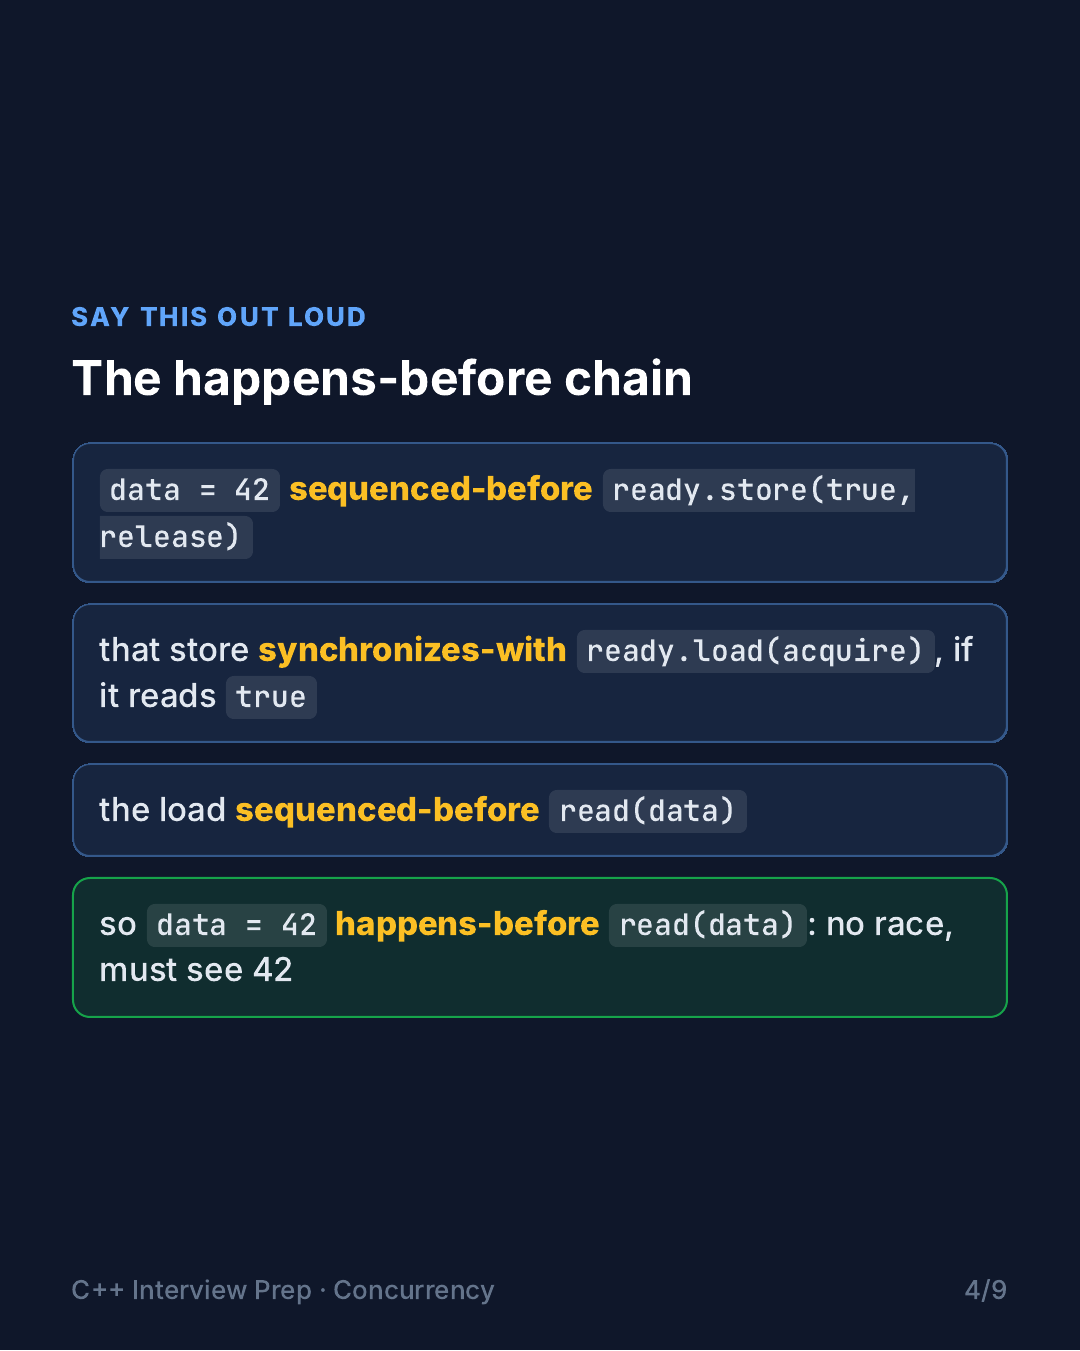 SAY THIS OUT LOUD
The happens-before chain
data = 42 sequenced-before ready.store(true,
release)
that store synchronizes-with ready.load(acquire), if
it reads true
the load sequenced-before read(data)
so data = 42 happens-before read(data): no race,
must see 42
C++ Interview Prep · Concurrency
4/9